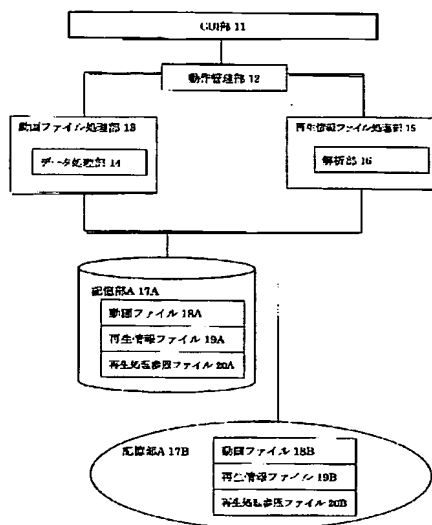 GUI部 11
動作管理部 12
動画ファイル処理部 13
データ処理部 14
再生情報ファイル処理部 15
解析部 16
記憶部A 17A
動画ファイル 18A
再生情報ファイル 19A
再生処理参照ファイル 20A
記憶部A 17B
動画ファイル 18B
再生情報ファイル 19B
再生処理参照ファイル 20B